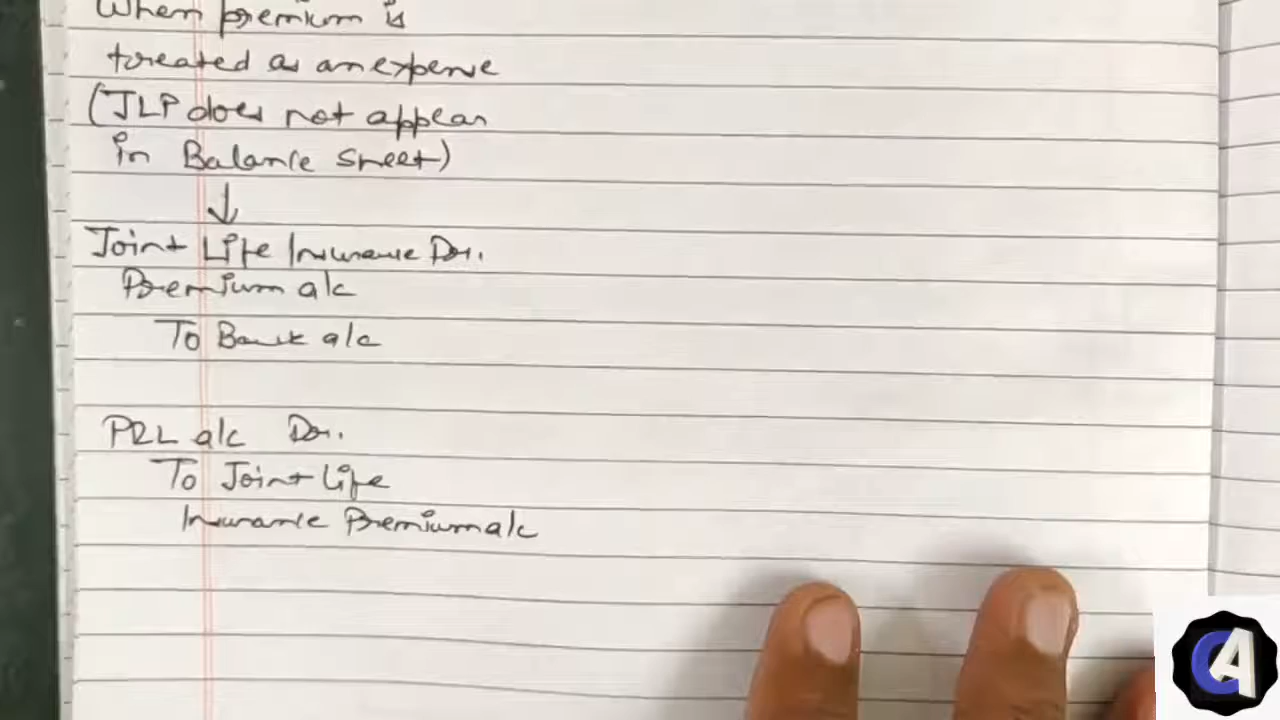 When premium is
treated as an expense
(JLP does not appear
in Balance sheet)
↓
Joint Life Insurance Dr.
Premium a/c
To Bank a/c
P&L a/c Dr.
To Joint Life
Insurance Premium a/c
CA